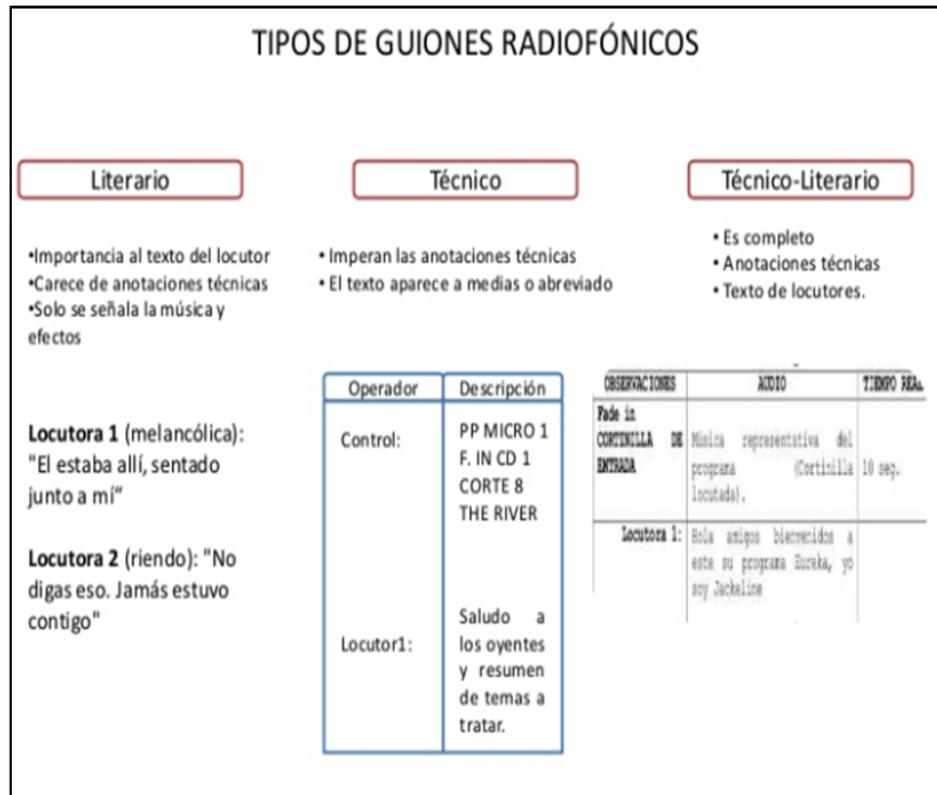 TIPOS DE GUIONES RADIOFÓNICOS
Literario
•Importancia al texto del locutor
•Carece de anotaciones técnicas
•Solo se señala la música y
efectos
Locutora 1 (melancólica):
"El estaba allí, sentado
junto a mí“
Locutora 2 (riendo): "No
digas eso. Jamás estuvo
contigo"
Técnico
• Imperan las anotaciones técnicas
• El texto aparece a medias o abreviado
Operador Descripción
Control: PP MICRO 1
F. IN CD 1
CORTE 8
THE RIVER
Locutor1: Saludo a
los oyentes
y resumen
de temas a
tratar.
Técnico-Literario
• Es completo
• Anotaciones técnicas
• Texto de locutores.
OBSERVACIONES AUDIO TIEMPO REAL
Fade in
CORTINILLA DE Música representativa del
ENTRADA programa (Cortinilla 10 seg.
locutada).
Locutora 1: Hola amigos bienvenidos a
este su programa Eureka, yo
soy Jackeline